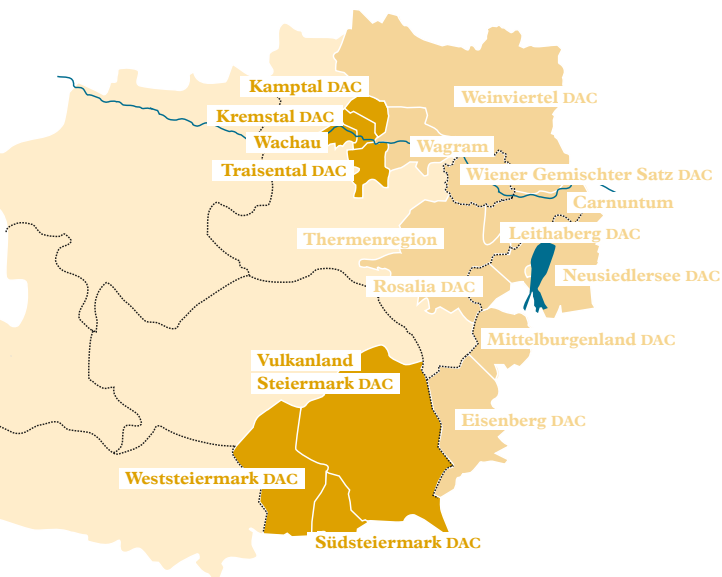 Kamptal DAC
Weinviertel DAC
Kremstal DAC
Wachau
Wagram
Traisental DAC
Wiener Gemischter Satz DAC
Carnuntum
Thermenregion
Leithaberg DAC
Neusiedlersee DAC
Rosalia DAC
Mittelburgenland DAC
Vulkanland
Steiermark DAC
Eisenberg DAC
Weststeiermark DAC
Südsteiermark DAC